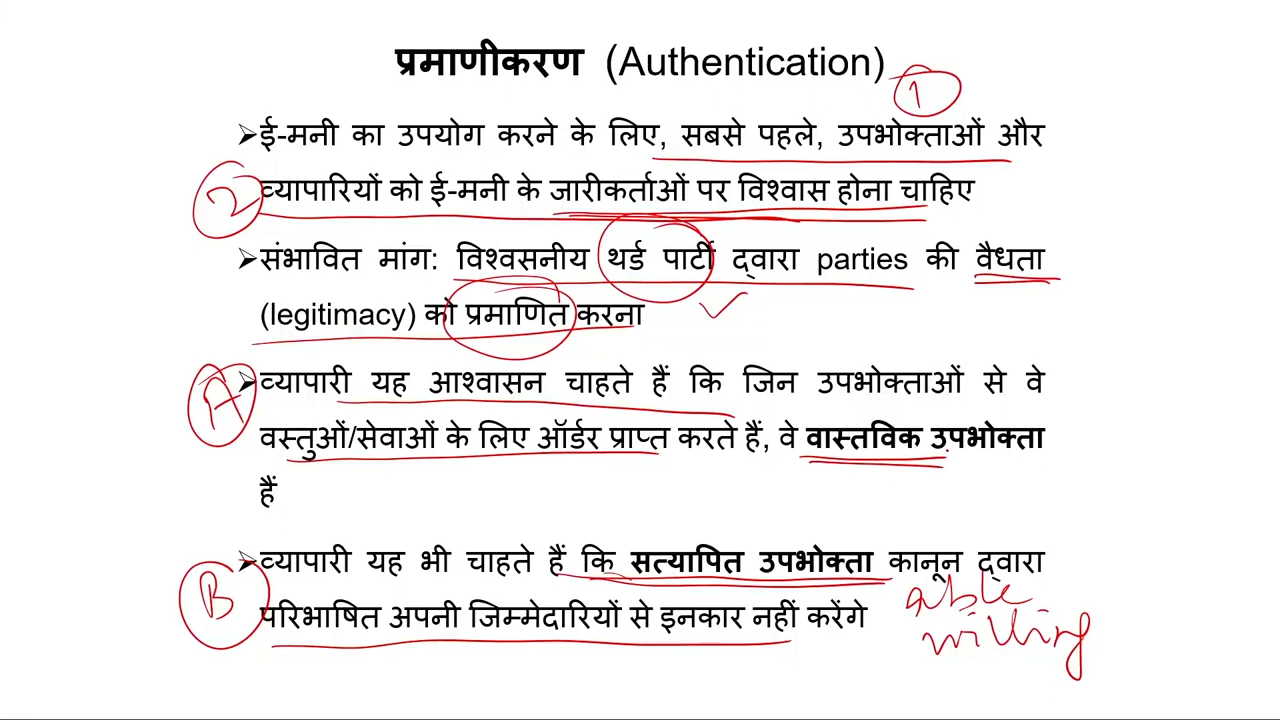 प्रमाणीकरण (Authentication)
1
➢ई-मनी का उपयोग करने के लिए, सबसे पहले, उपभोक्ताओं और
2
व्यापारियों को ई-मनी के जारीकर्ताओं पर विश्वास होना चाहिए
➢संभावित मांग: विश्वसनीय थर्ड पार्टी द्वारा parties की वैधता
(legitimacy) को प्रमाणित करना
A
➢व्यापारी यह आश्वासन चाहते हैं कि जिन उपभोक्ताओं से वे
वस्तुओं/सेवाओं के लिए ऑर्डर प्राप्त करते हैं, वे वास्तविक उपभोक्ता
हैं
➢व्यापारी यह भी चाहते हैं कि सत्यापित उपभोक्ता कानून द्वारा
B
परिभाषित अपनी जिम्मेदारियों से इनकार नहीं करेंगे
able
willing